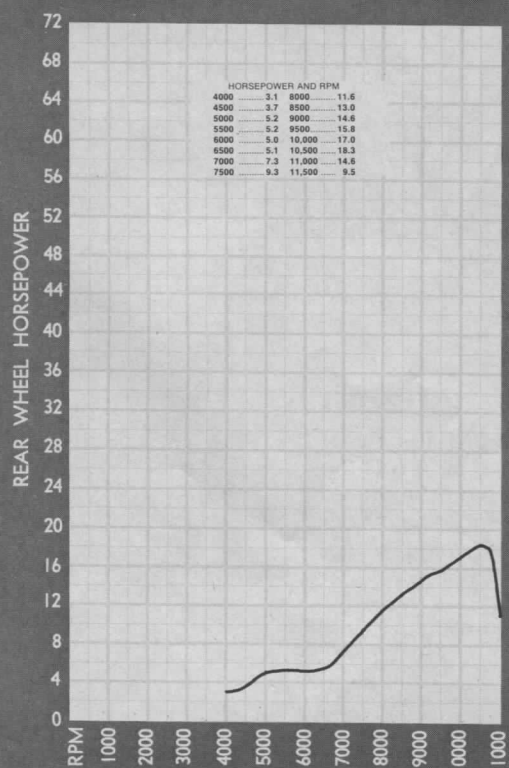 72
68
64
60
56
52
48
44
40
36
32
28
24
20
16
12
8
4
0
REAR WHEEL HORSEPOWER
HORSEPOWER AND RPM
4000 .......... 3.1 8000 .......... 11.6
4500 .......... 3.7 8500 .......... 13.0
5000 .......... 5.2 9000 .......... 14.6
5500 .......... 5.2 9500 .......... 15.8
6000 .......... 5.0 10,000 ...... 17.0
6500 .......... 5.1 10,500 ...... 18.3
7000 .......... 7.3 11,000 ...... 14.6
7500 .......... 9.3 11,500 ...... 9.5
RPM 1000 2000 3000 4000 5000 6000 7000 8000 9000 0000 1000